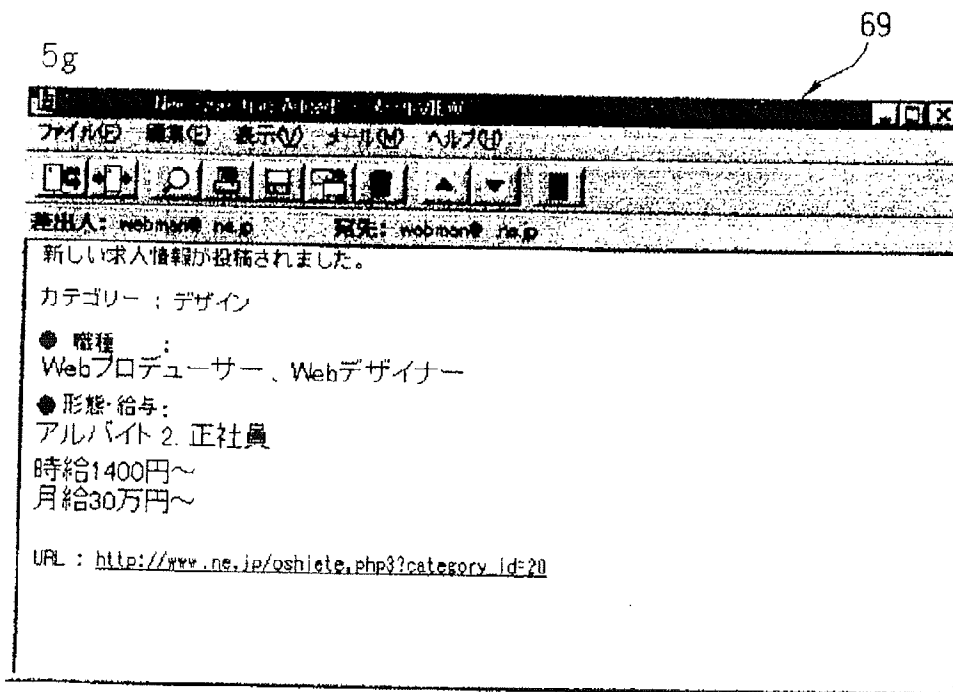 69
5g
ファイル(F) 編集(E) 表示(V) メール(M) ヘルプ(H)
差出人: webman@ ne.jp 宛先: webman@ .ne.jp
新しい求人情報が投稿されました。
カテゴリー : デザイン
● 職種 :
Webプロデューサー、Webデザイナー
● 形態・給与:
アルバイト 2. 正社員
時給1400円〜
月給30万円〜
URL : http://www.ne.jp/oshiete.php3?category_id=20